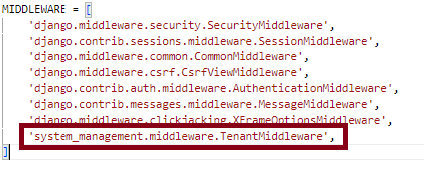 MIDDLEWARE = [
'django.middleware.security.SecurityMiddleware',
'django.contrib.sessions.middleware.SessionMiddleware',
'django.middleware.common.CommonMiddleware',
'django.middleware.csrf.CsrfViewMiddleware',
'django.contrib.auth.middleware.AuthenticationMiddleware',
'django.contrib.messages.middleware.MessageMiddleware',
'django.middleware.clickjacking.XFrameOptionsMiddleware',
'system_management.middleware.TenantMiddleware',
]